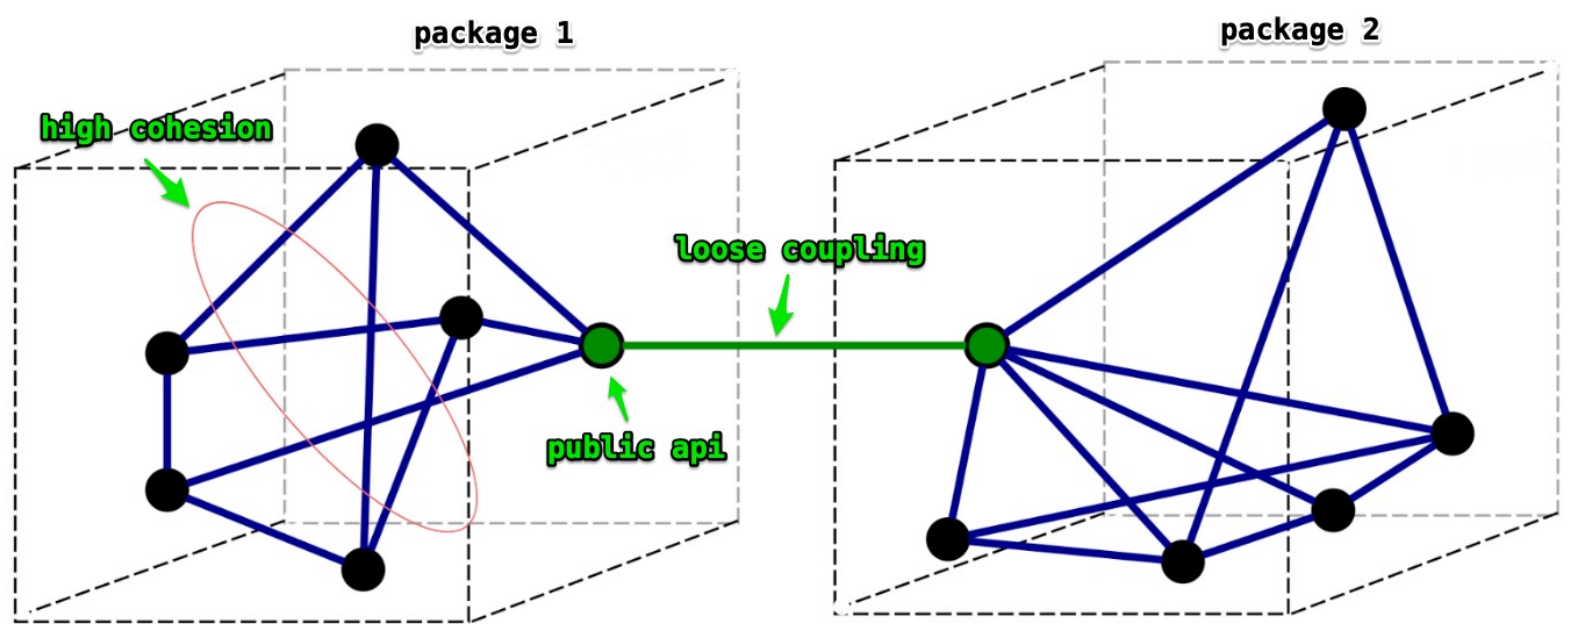 package 1
package 2
high cohesion
loose coupling
public api